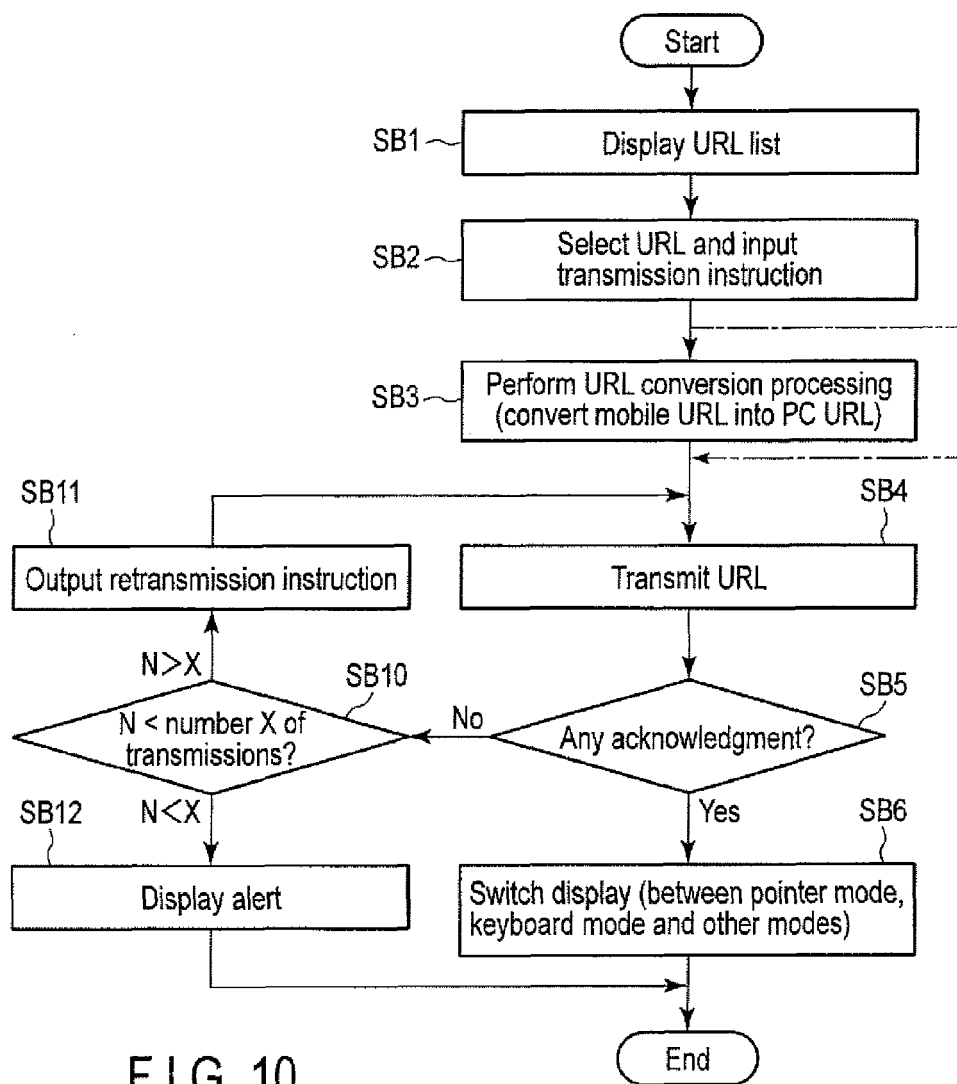 Start
SB1
Display URL list
SB2
Select URL and input
transmission instruction
SB3
Perform URL conversion processing
(convert mobile URL into PC URL)
SB11
Output retransmission instruction
SB4
Transmit URL
N>X
SB10
N < number X of
transmissions?
No
SB5
Any acknowledgment?
N<X
Yes
SB12
Display alert
SB6
Switch display (between pointer mode,
keyboard mode and other modes)
End
FIG. 10